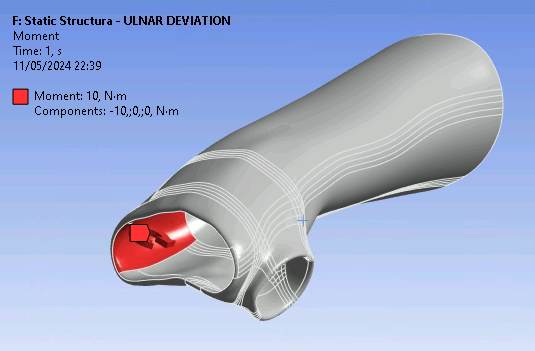 F: Static Structura - ULNAR DEVIATION
Moment
Time: 1, s
11/05/2024 22:39
Moment: 10, N·m
Components: -10,;0,;0, N·m